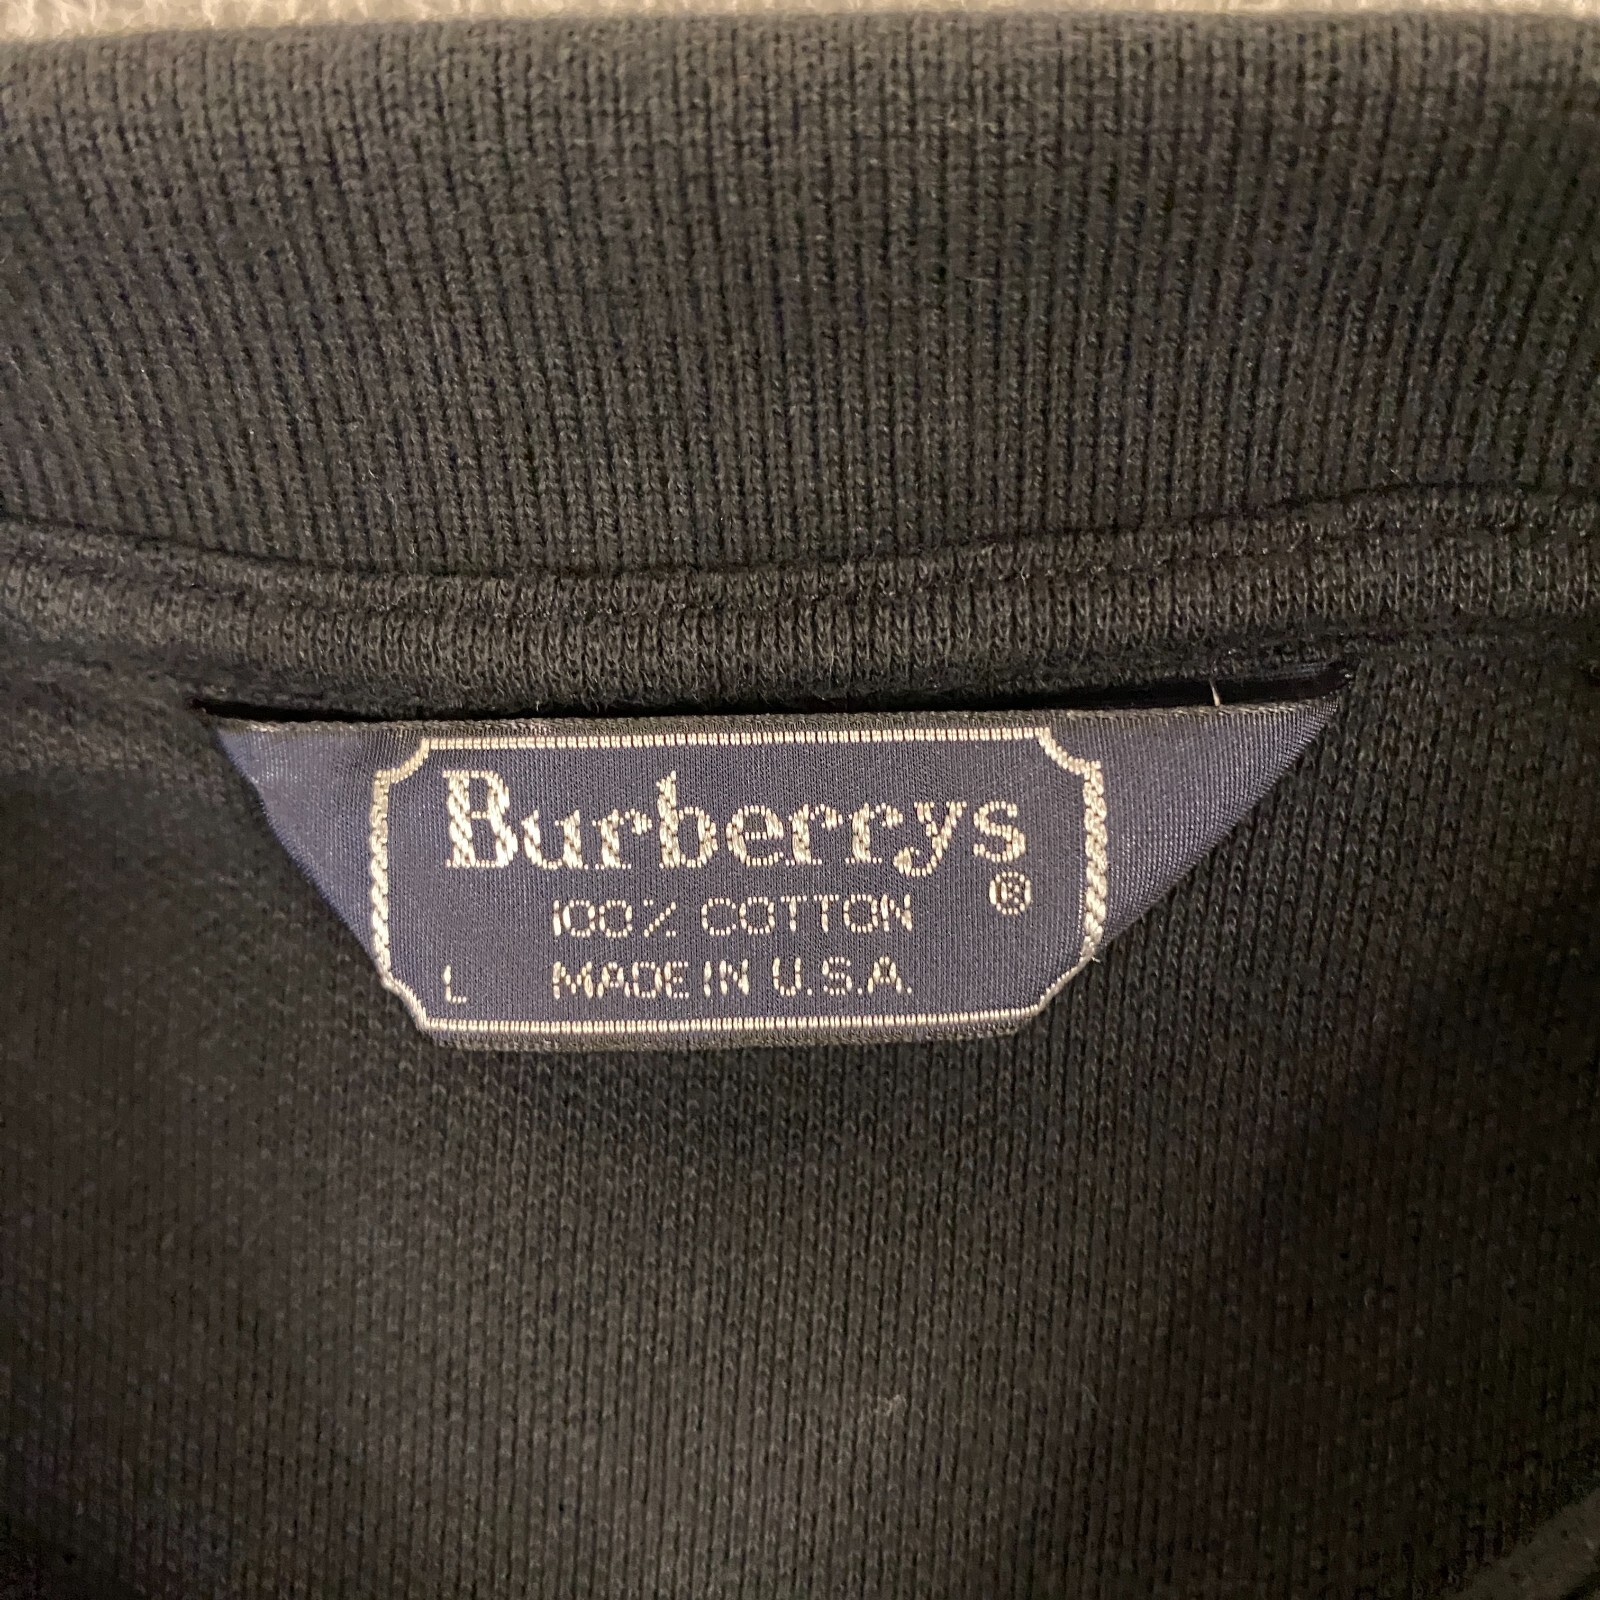 Burberrys
®
100% COTTON
L MADE IN U.S.A.